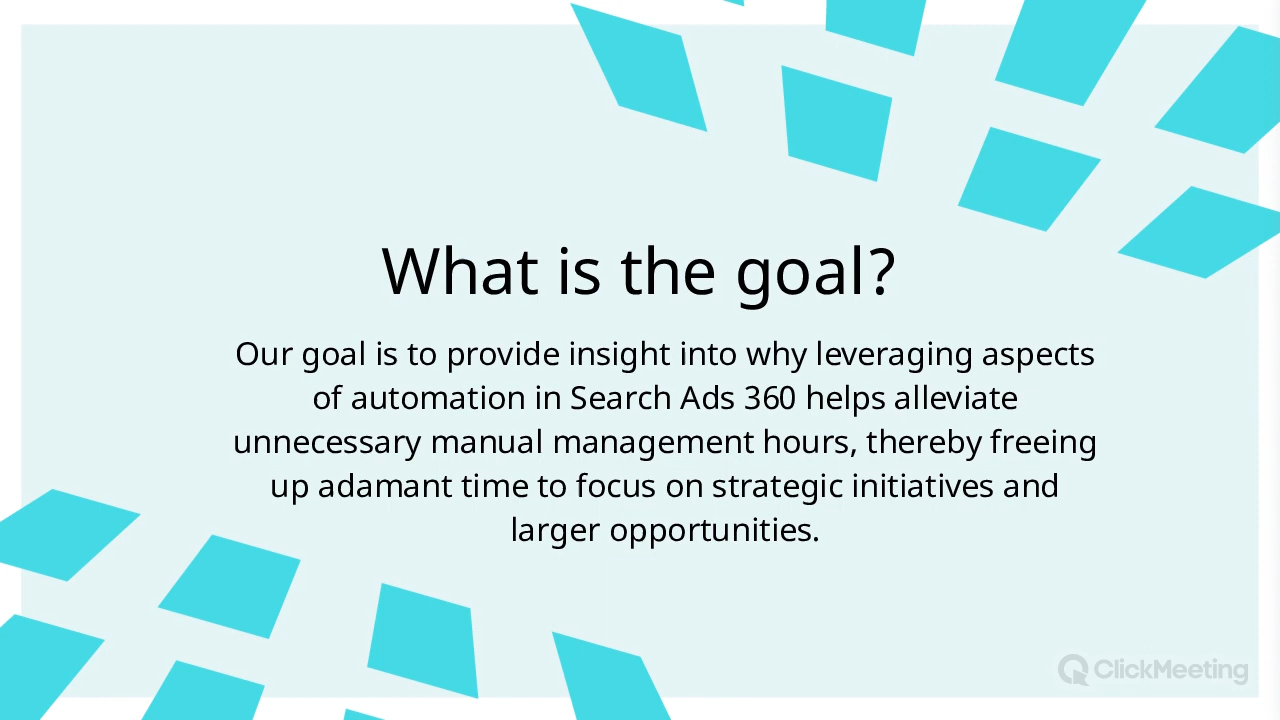 What is the goal?
Our goal is to provide insight into why leveraging aspects
of automation in Search Ads 360 helps alleviate
unnecessary manual management hours, thereby freeing
up adamant time to focus on strategic initiatives and
larger opportunities.
ClickMeeting